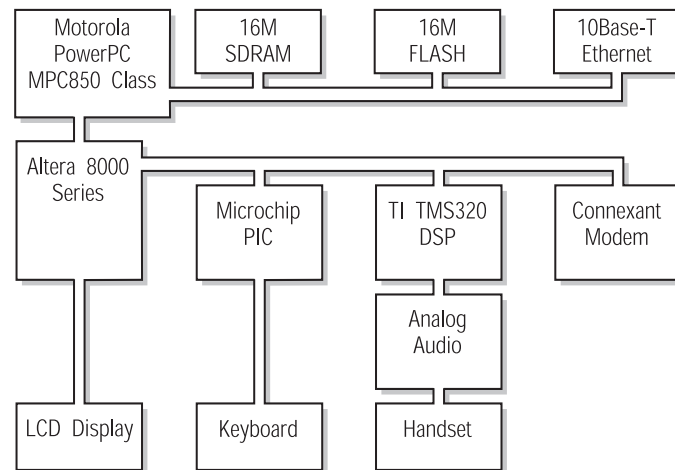 Motorola
PowerPC
MPC850 Class
16M
SDRAM
16M
FLASH
10Base-T
Ethernet
Altera 8000
Series
Microchip
PIC
TI TMS320
DSP
Connexant
Modem
Analog
Audio
LCD Display
Keyboard
Handset